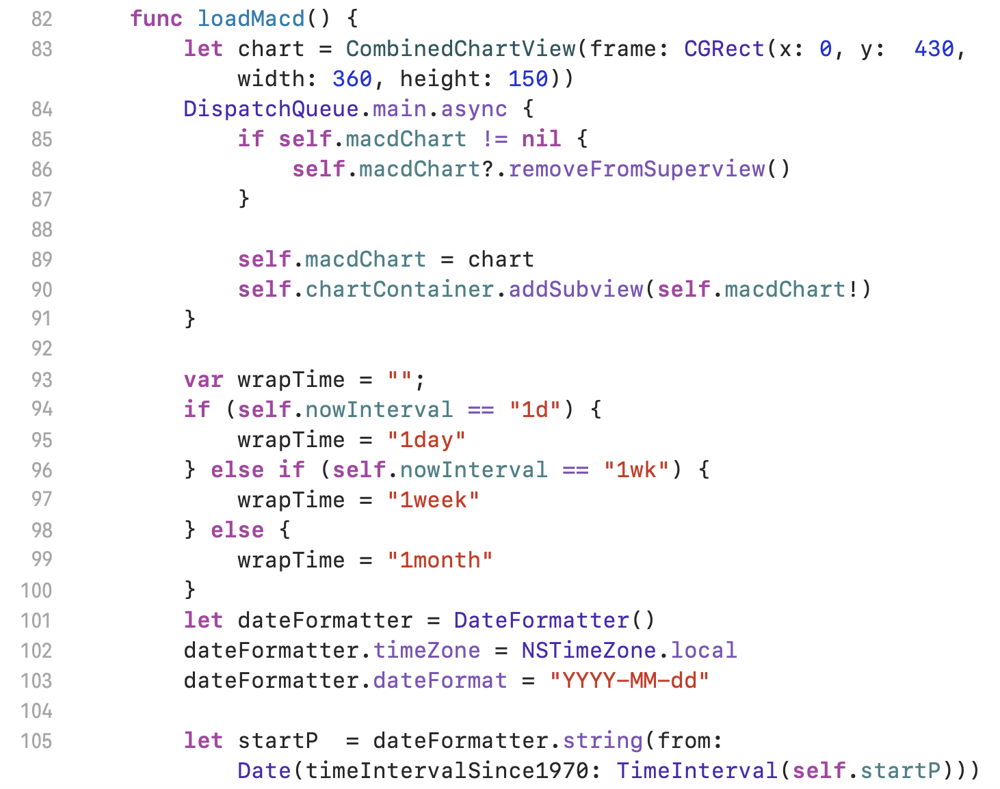 82 func loadMacd() {
83 let chart = CombinedChartView(frame: CGRect(x: 0, y:  430,
width: 360, height: 150))
84 DispatchQueue.main.async {
85 if self.macdChart != nil {
86 self.macdChart?.removeFromSuperview()
87 }
88
89 self.macdChart = chart
90 self.chartContainer.addSubview(self.macdChart!)
91 }
92
93 var wrapTime = "";
94 if (self.nowInterval == "1d") {
95 wrapTime = "1day"
96 } else if (self.nowInterval == "1wk") {
97 wrapTime = "1week"
98 } else {
99 wrapTime = "1month"
100 }
101 let dateFormatter = DateFormatter()
102 dateFormatter.timeZone = NSTimeZone.local
103 dateFormatter.dateFormat = "YYYY-MM-dd"
104
105 let startP  = dateFormatter.string(from:
Date(timeIntervalSince1970: TimeInterval(self.startP)))